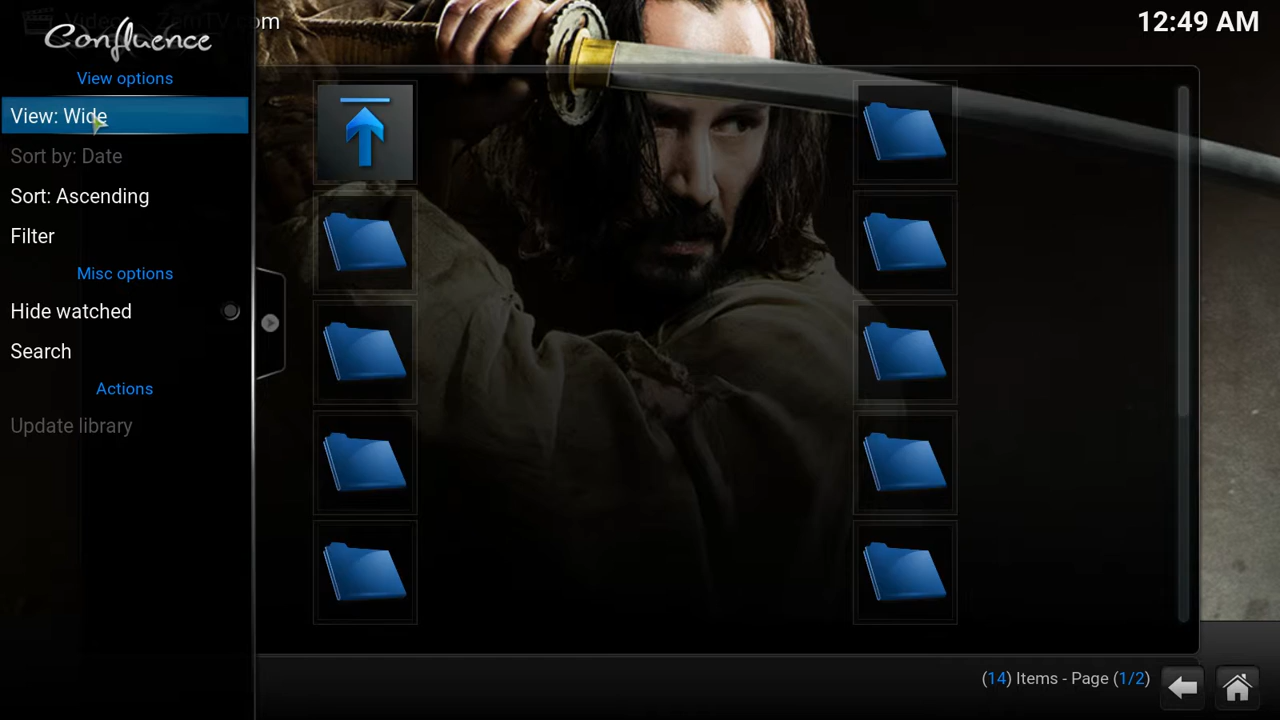 om
12:49 AM
Confluence
View options
View: Wide
Sort by: Date
Sort: Ascending
Filter
Misc options
Hide watched
Search
Actions
Update library
(14) Items - Page (1/2)